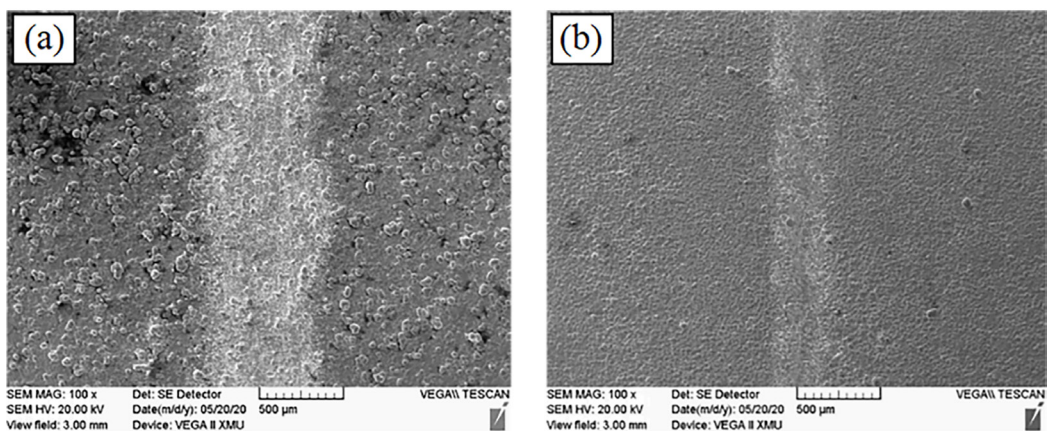 (a)
SEM MAG: 100 x Det: SE Detector
SEM HV: 20.00 kV Date(m/d/y): 05/20/20 500 µm
View field: 3.00 mm Device: VEGA II XMU
VEGA\\ TESCAN
(b)
SEM MAG: 100 x Det: SE Detector
SEM HV: 20.00 kV Date(m/d/y): 05/20/20 500 µm
View field: 3.00 mm Device: VEGA II XMU
VEGA\\ TESCAN